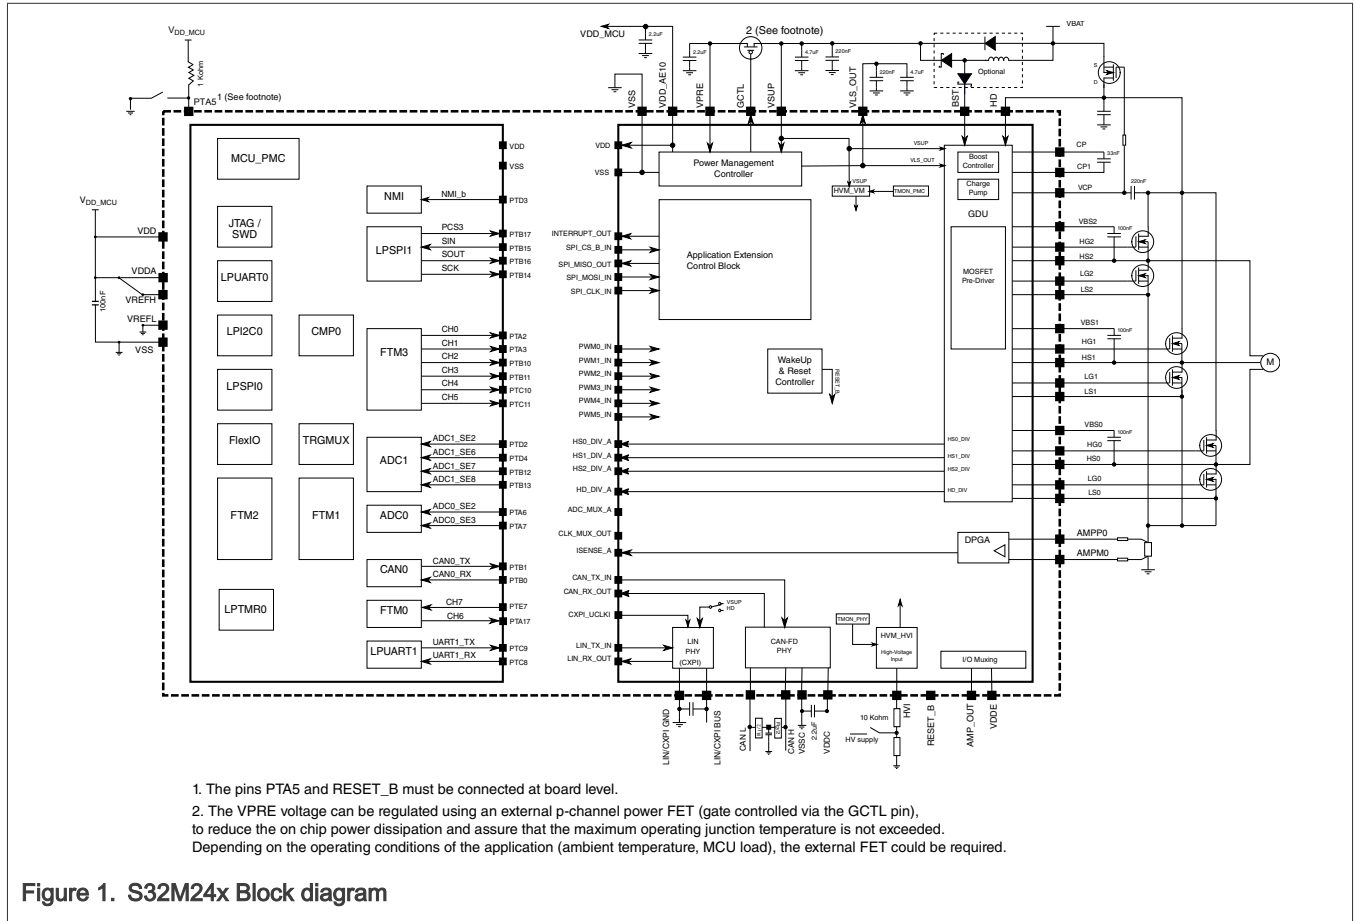 VDD_MCU
1 Kohm
PTA5 1 (See footnote)
VDD_MCU
2.2uF
2.2uF
2 (See footnote)
4.7uF
220nF
220nF
4.7uF
Optional
VBAT
S
D
VSS
VDD_AE10
VPRE
GCTL
VSUP
VLS_OUT
BST
HD
MCU_PMC
JTAG /
SWD
LPUART0
LPI2C0
CMP0
LPSPI0
FlexIO
TRGMUX
FTM2
FTM1
LPTMR0
VDD_MCU
VDD
VDDA
VREFH
100nF
VREFL
VSS
VDD
VSS
NMI
NMI_b
PTD3
LPSPI1
PCS3
PTB17
SIN
PTB15
SOUT
PTB16
SCK
PTB14
FTM3
CH0
PTA2
CH1
PTA3
CH2
PTB10
CH3
PTB11
CH4
PTC10
CH5
PTC11
ADC1
ADC1_SE2
PTD2
ADC1_SE6
PTD4
ADC1_SE7
PTB12
ADC1_SE8
PTB13
ADC0
ADC0_SE2
PTA6
ADC0_SE3
PTA7
CAN0
CAN0_TX
PTB1
CAN0_RX
PTB0
FTM0
CH7
PTE7
CH6
PTA17
LPUART1
UART1_TX
PTC9
UART1_RX
PTC8
VDD
VSS
Power Management
Controller
VSUP
VLS_OUT
VSUP
HVM_VM
TMON_PMC
Boost
Controller
Charge
Pump
GDU
MOSFET
Pre-Driver
INTERRUPT_OUT
SPI_CS_B_IN
SPI_MISO_OUT
SPI_MOSI_IN
SPI_CLK_IN
Application Extension
Control Block
PWM0_IN
PWM1_IN
PWM2_IN
PWM3_IN
PWM4_IN
PWM5_IN
WakeUp
& Reset
Controller
RESET_B
HS0_DIV_A
HS0_DIV
HS1_DIV_A
HS1_DIV
HS2_DIV_A
HS2_DIV
HD_DIV_A
HD_DIV
ADC_MUX_A
CLK_MUX_OUT
ISENSE_A
DPGA
CAN_TX_IN
CAN_RX_OUT
CXPI_UCLKI
VSUP
HD
LIN_TX_IN
LIN_RX_OUT
LIN
PHY
(CXPI)
CAN-FD
PHY
TMON_PHY
HVM_HVI
High-Voltage
Input
I/O Muxing
CP
33nF
CP1
VCP
220nF
VBS2
100nF
HG2
HS2
LG2
LS2
VBS1
100nF
HG1
HS1
M
LG1
LS1
VBS0
100nF
HG0
HS0
LG0
LS0
AMPP0
AMPM0
LIN/CXPI GND
LIN/CXPI BUS
CAN L
CAN H
VSSC
2.2uF
VDDC
10 Kohm
HV supply
HVI
RESET_B
AMP_OUT
VDDE
1. The pins PTA5 and RESET_B must be connected at board level.
2. The VPRE voltage can be regulated using an external p-channel power FET (gate controlled via the GCTL pin),
to reduce the on chip power dissipation and assure that the maximum operating junction temperature is not exceeded.
Depending on the operating conditions of the application (ambient temperature, MCU load), the external FET could be required.
Figure 1. S32M24x Block diagram